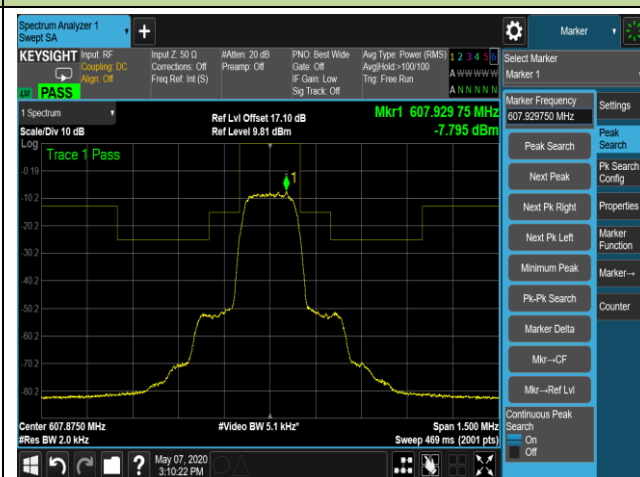 Spectrum Analyzer 1
Swept SA
+
Marker
KEYSIGHT
Input: RF
Coupling: DC
Align: Off
Input Z: 50 Ω
Corrections: Off
Freq Ref: Int (S)
#Atten: 20 dB
Preamp: Off
PNO: Best Wide
Gate: Off
IF Gain: Low
Sig Track: Off
Avg Type: Power (RMS)
Avg|Hold:>100/100
Trig: Free Run
1 2 3 4 5 6
A W W W W W
A N N N N N
LXI PASS
Select Marker
Marker 1
1 Spectrum
Scale/Div 10 dB
Log
Ref Lvl Offset 17.10 dB
Ref Level 9.81 dBm
Mkr1 607.929 75 MHz
-7.795 dBm
Trace 1 Pass
1
-0.19
-10.2
-20.2
-30.2
-40.2
-50.2
-60.2
-70.2
-80.2
Center 607.8750 MHz
#Res BW 2.0 kHz
#Video BW 5.1 kHz*
Span 1.500 MHz
Sweep 469 ms (2001 pts)
Marker Frequency
607.929750 MHz
Peak Search
Next Peak
Next Pk Right
Next Pk Left
Minimum Peak
Pk-Pk Search
Marker Delta
Mkr→CF
Mkr→Ref Lvl
Continuous Peak
Search
On
Off
Settings
Peak
Search
Pk Search
Config
Properties
Marker
Function
Marker→
Counter
?
May 07, 2020
3:10:22 PM